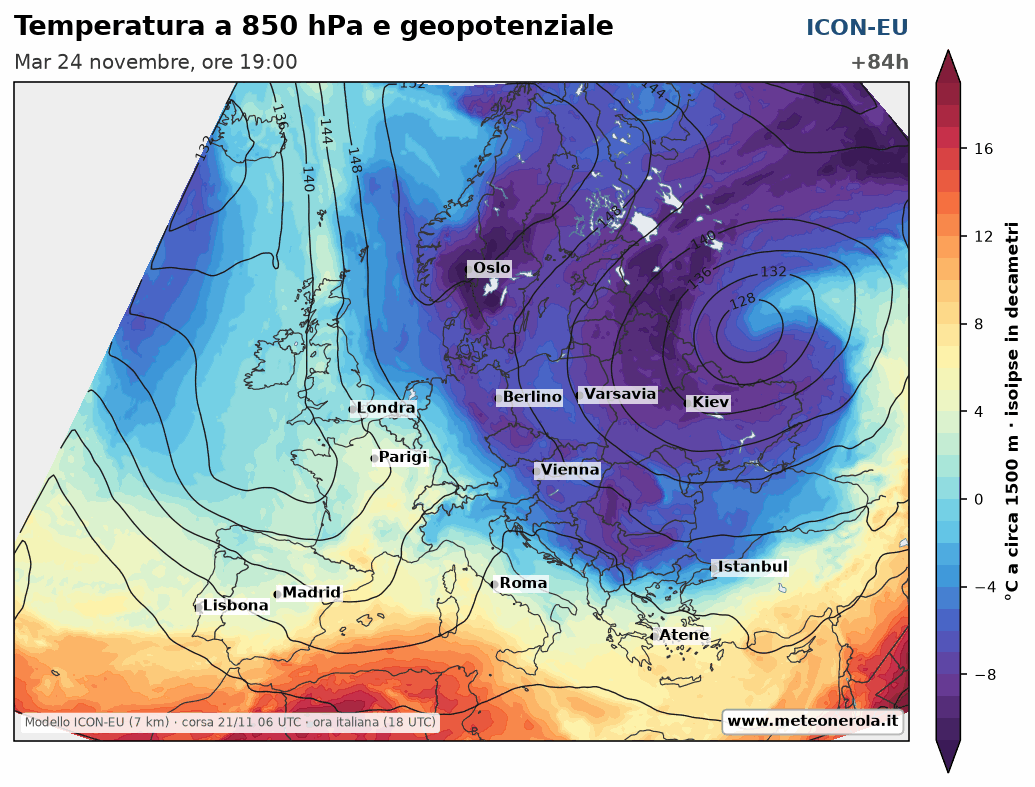 Temperatura a 850 hPa e geopotenziale
ICON-EU
Mar 24 novembre, ore 19:00
+84h
132
136
144
140
148
132
144
148
140
136
132
128
Oslo
Berlino
Varsavia
Kiev
Londra
Parigi
Vienna
Istanbul
Roma
Madrid
Lisbona
Atene
Modello ICON-EU (7 km) · corsa 21/11 06 UTC · ora italiana (18 UTC)
www.meteonerola.it
16
12
8
4
0
−4
−8
°C a circa 1500 m · Isoipse in decametri